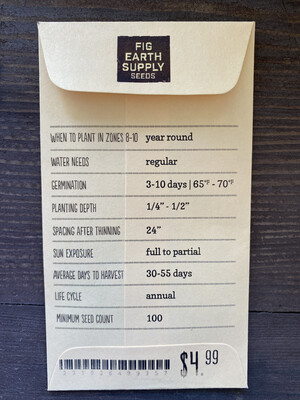 FIG
EARTH
SUPPLY
SEEDS
WHEN TO PLANT IN ZONES 8-10 year round
WATER NEEDS regular
GERMINATION 3-10 days | 65°F - 70°F
PLANTING DEPTH 1/4" - 1/2"
SPACING AFTER THINNING 24"
SUN EXPOSURE full to partial
AVERAGE DAYS TO HARVEST 30-55 days
LIFE CYCLE annual
MINIMUM SEED COUNT 100
$4.99